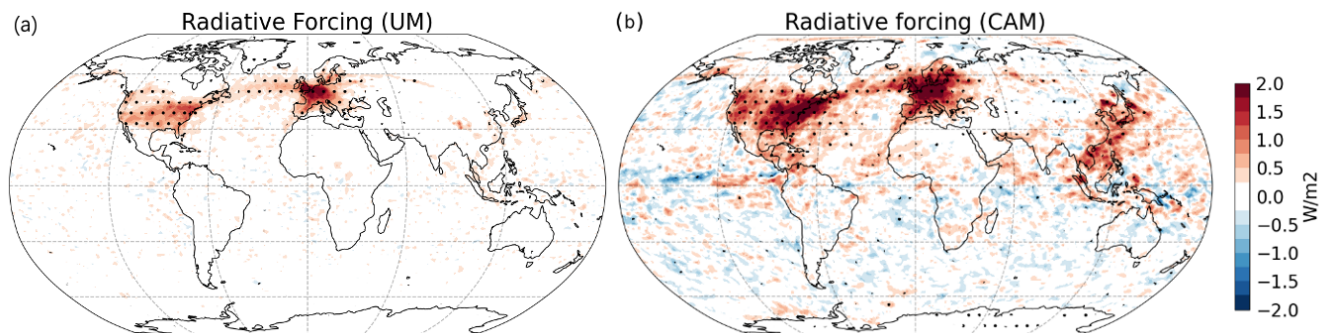 (a)
Radiative Forcing (UM)
(b)
Radiative forcing (CAM)
2.0
1.5
1.0
0.5
0.0
−0.5
−1.0
−1.5
−2.0
W/m2